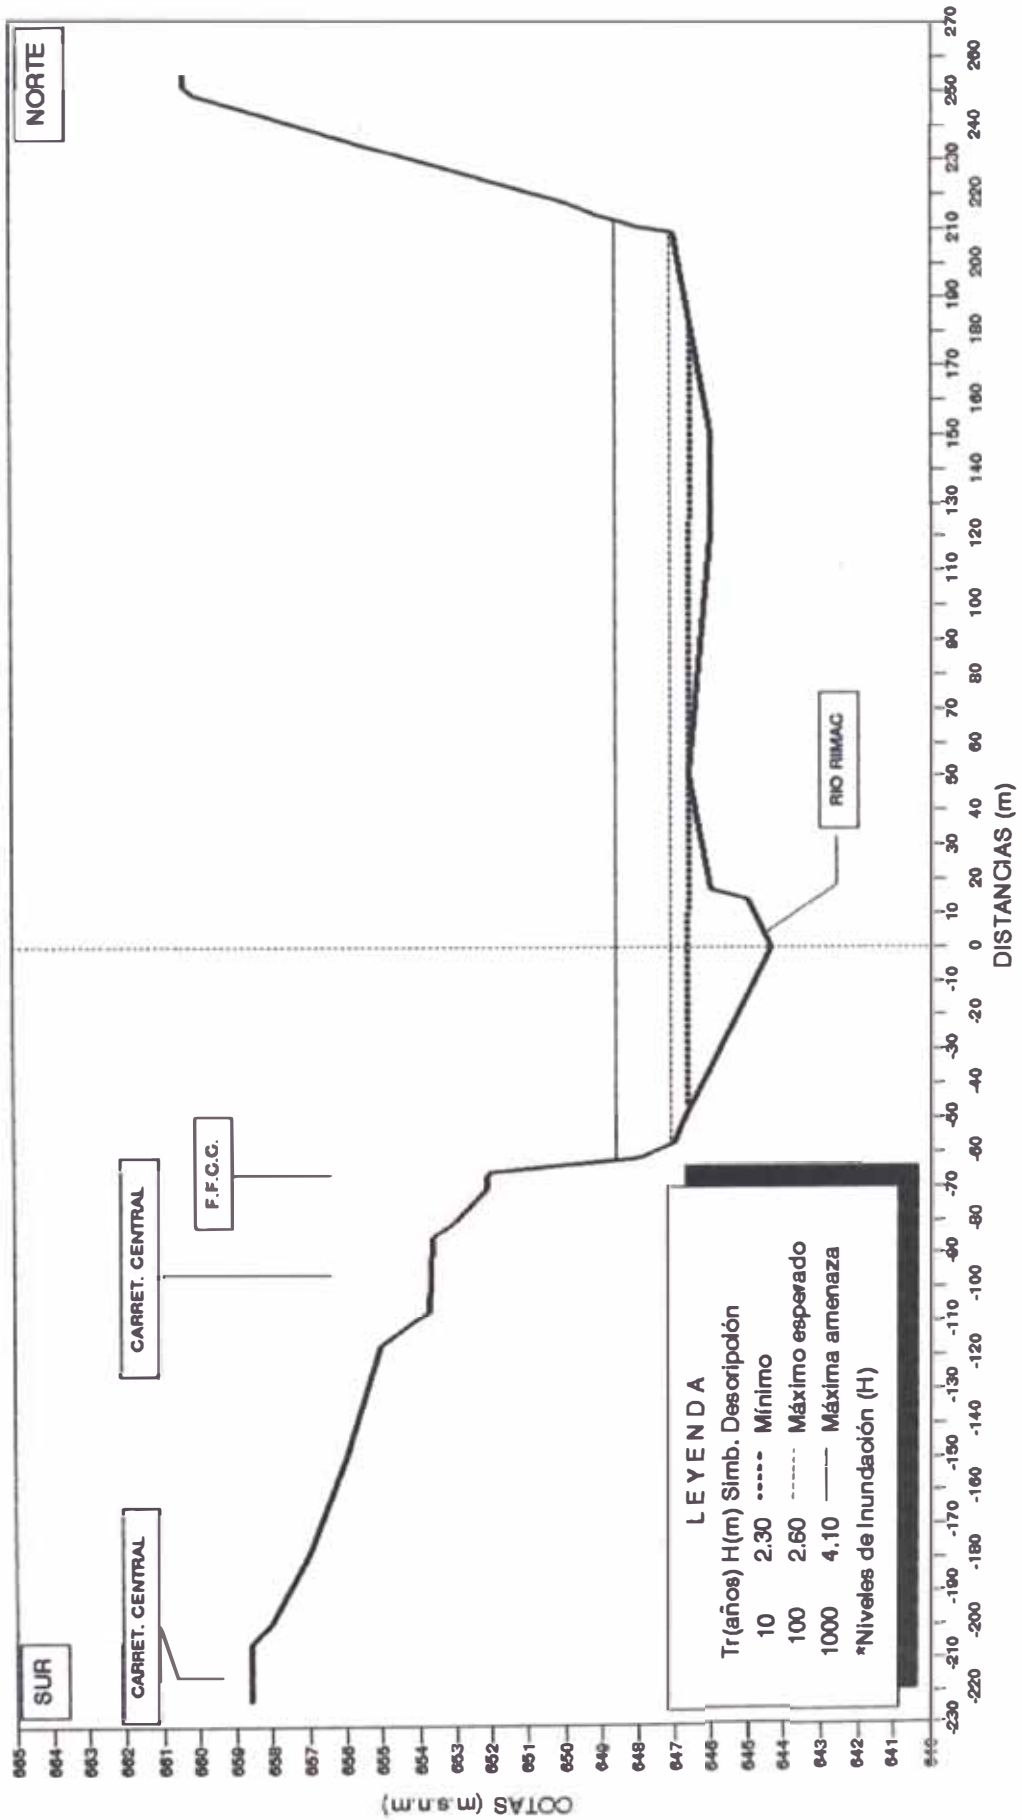 SUR
NORTE
CARRET. CENTRAL
CARRET. CENTRAL
F.F.C.C.
RIO RIMAC
COTAS (m.s.n.m)
665
664
663
662
661
660
659
658
657
656
655
654
653
652
651
650
649
648
647
646
645
644
643
642
641
640
LEYENDA
Tr(años) H(m) Simb. Descripción
10 2.30 Mínimo
100 2.60 Máximo esperado
1000 4.10 Máxima amenaza
*Niveles de Inundación (H)
-230 -220 -210 -200 -190 -180 -170 -160 -150 -140 -130 -120 -110 -100 -90 -80 -70 -60 -50 -40 -30 -20 -10 0 10 20 30 40 50 60 70 80 90 100 110 120 130 140 150 160 170 180 190 200 210 220 230 240 250 260 270
DISTANCIAS (m)